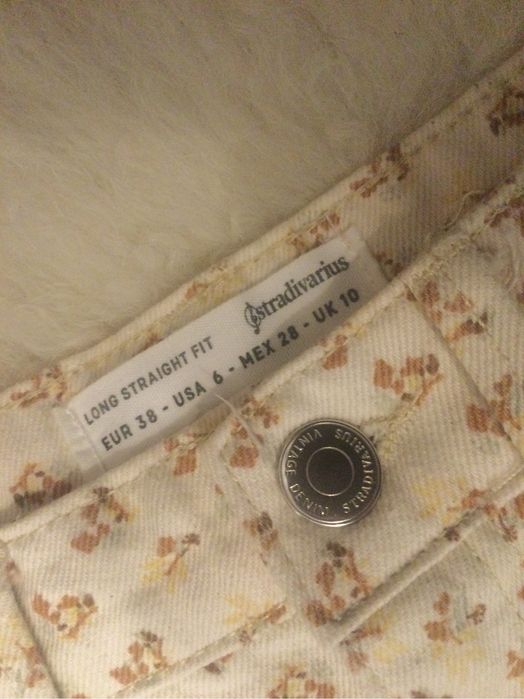 stradivarius
LONG STRAIGHT FIT
EUR 38 - USA 6 - MEX 28 - UK 10
STRADIVARIUS VINTAGE DENIM